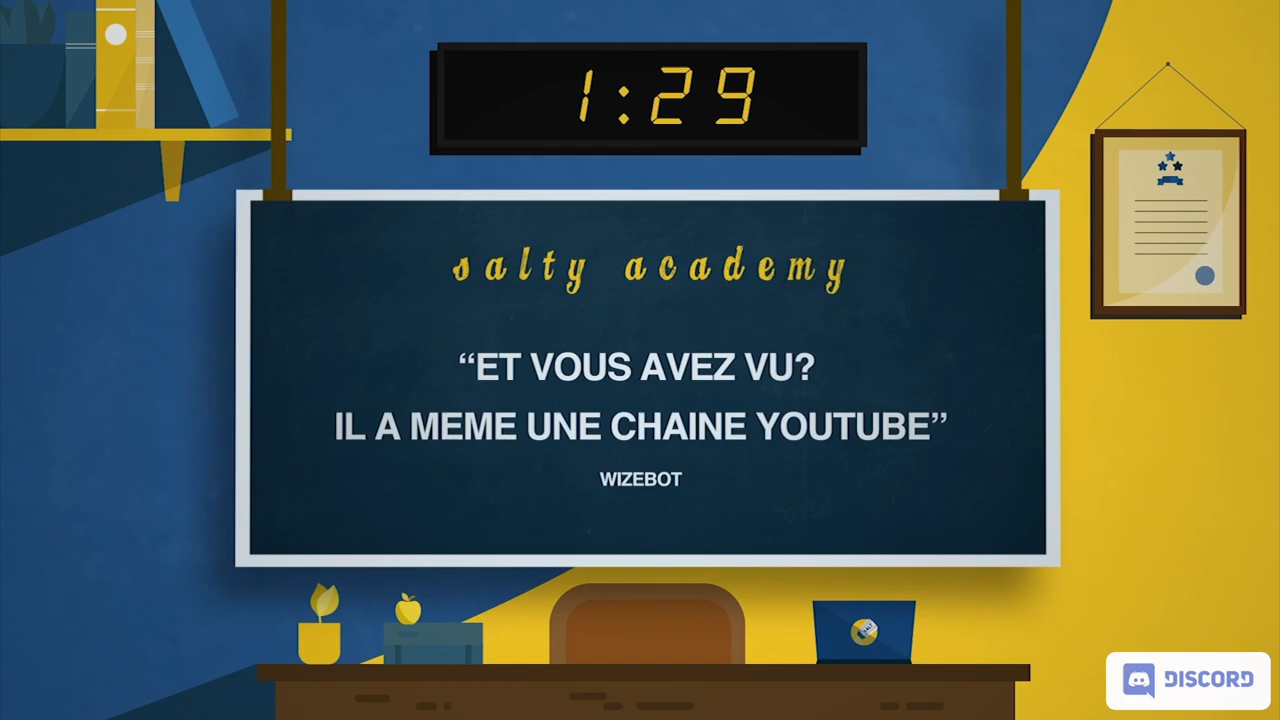 1:29
salty academy
“ET VOUS AVEZ VU?
IL A MEME UNE CHAINE YOUTUBE”
WIZEBOT
DISCORD